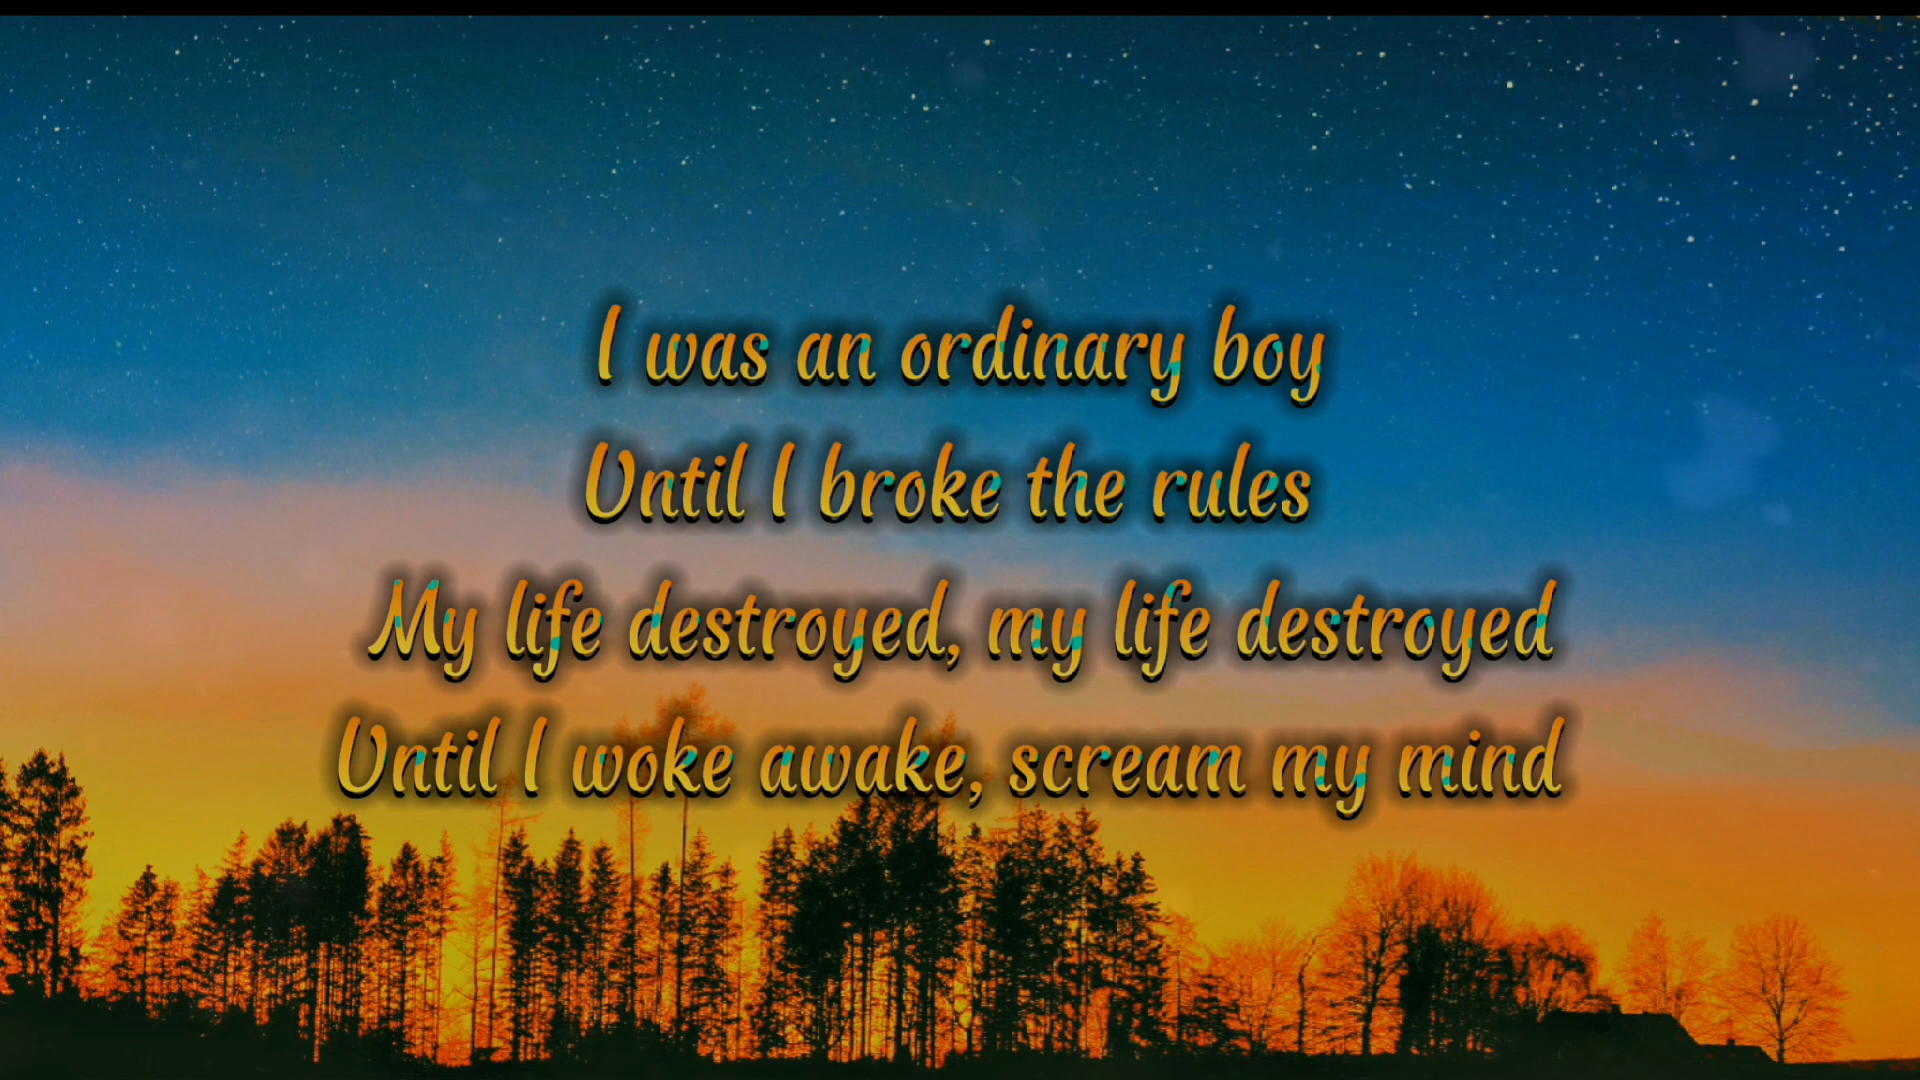 I was an ordinary boy
Until I broke the rules
My life destroyed, my life destroyed
Until I woke awake, scream my mind